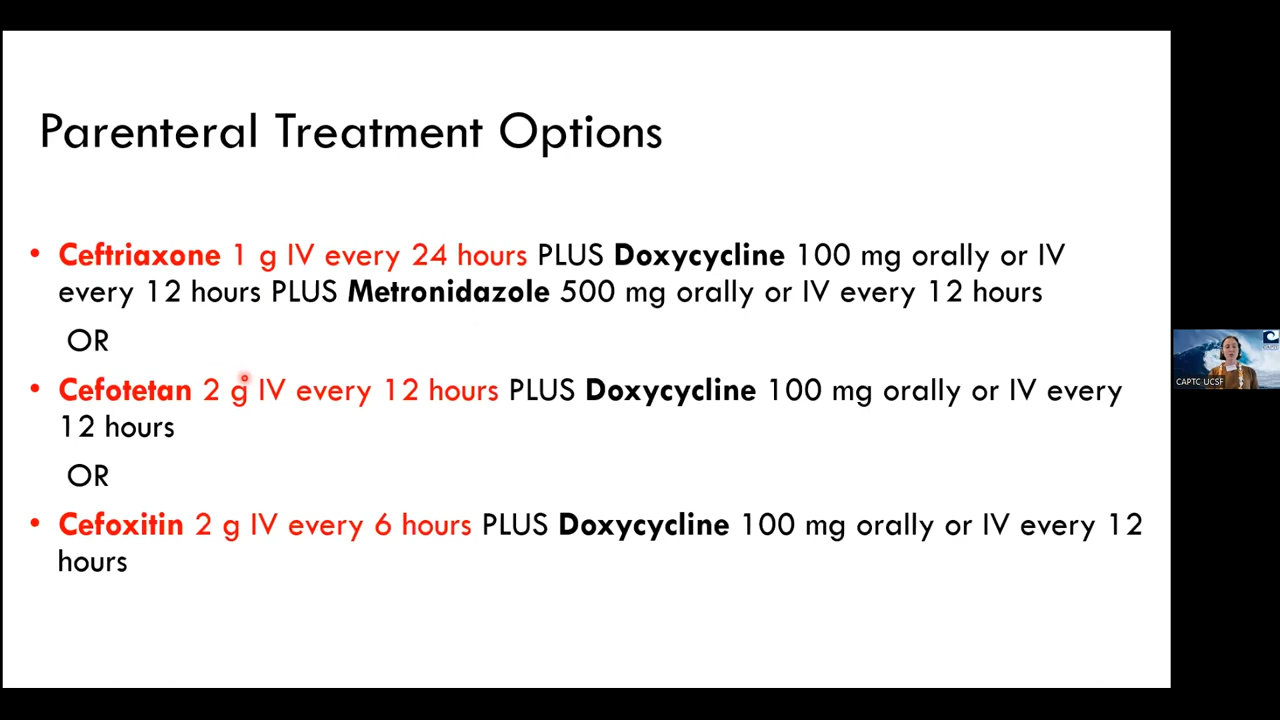 Parenteral Treatment Options
• Ceftriaxone 1 g IV every 24 hours PLUS Doxycycline 100 mg orally or IV
every 12 hours PLUS Metronidazole 500 mg orally or IV every 12 hours
OR
• Cefotetan 2 g IV every 12 hours PLUS Doxycycline 100 mg orally or IV every
12 hours
OR
• Cefoxitin 2 g IV every 6 hours PLUS Doxycycline 100 mg orally or IV every 12
hours
CAPTC UCSF